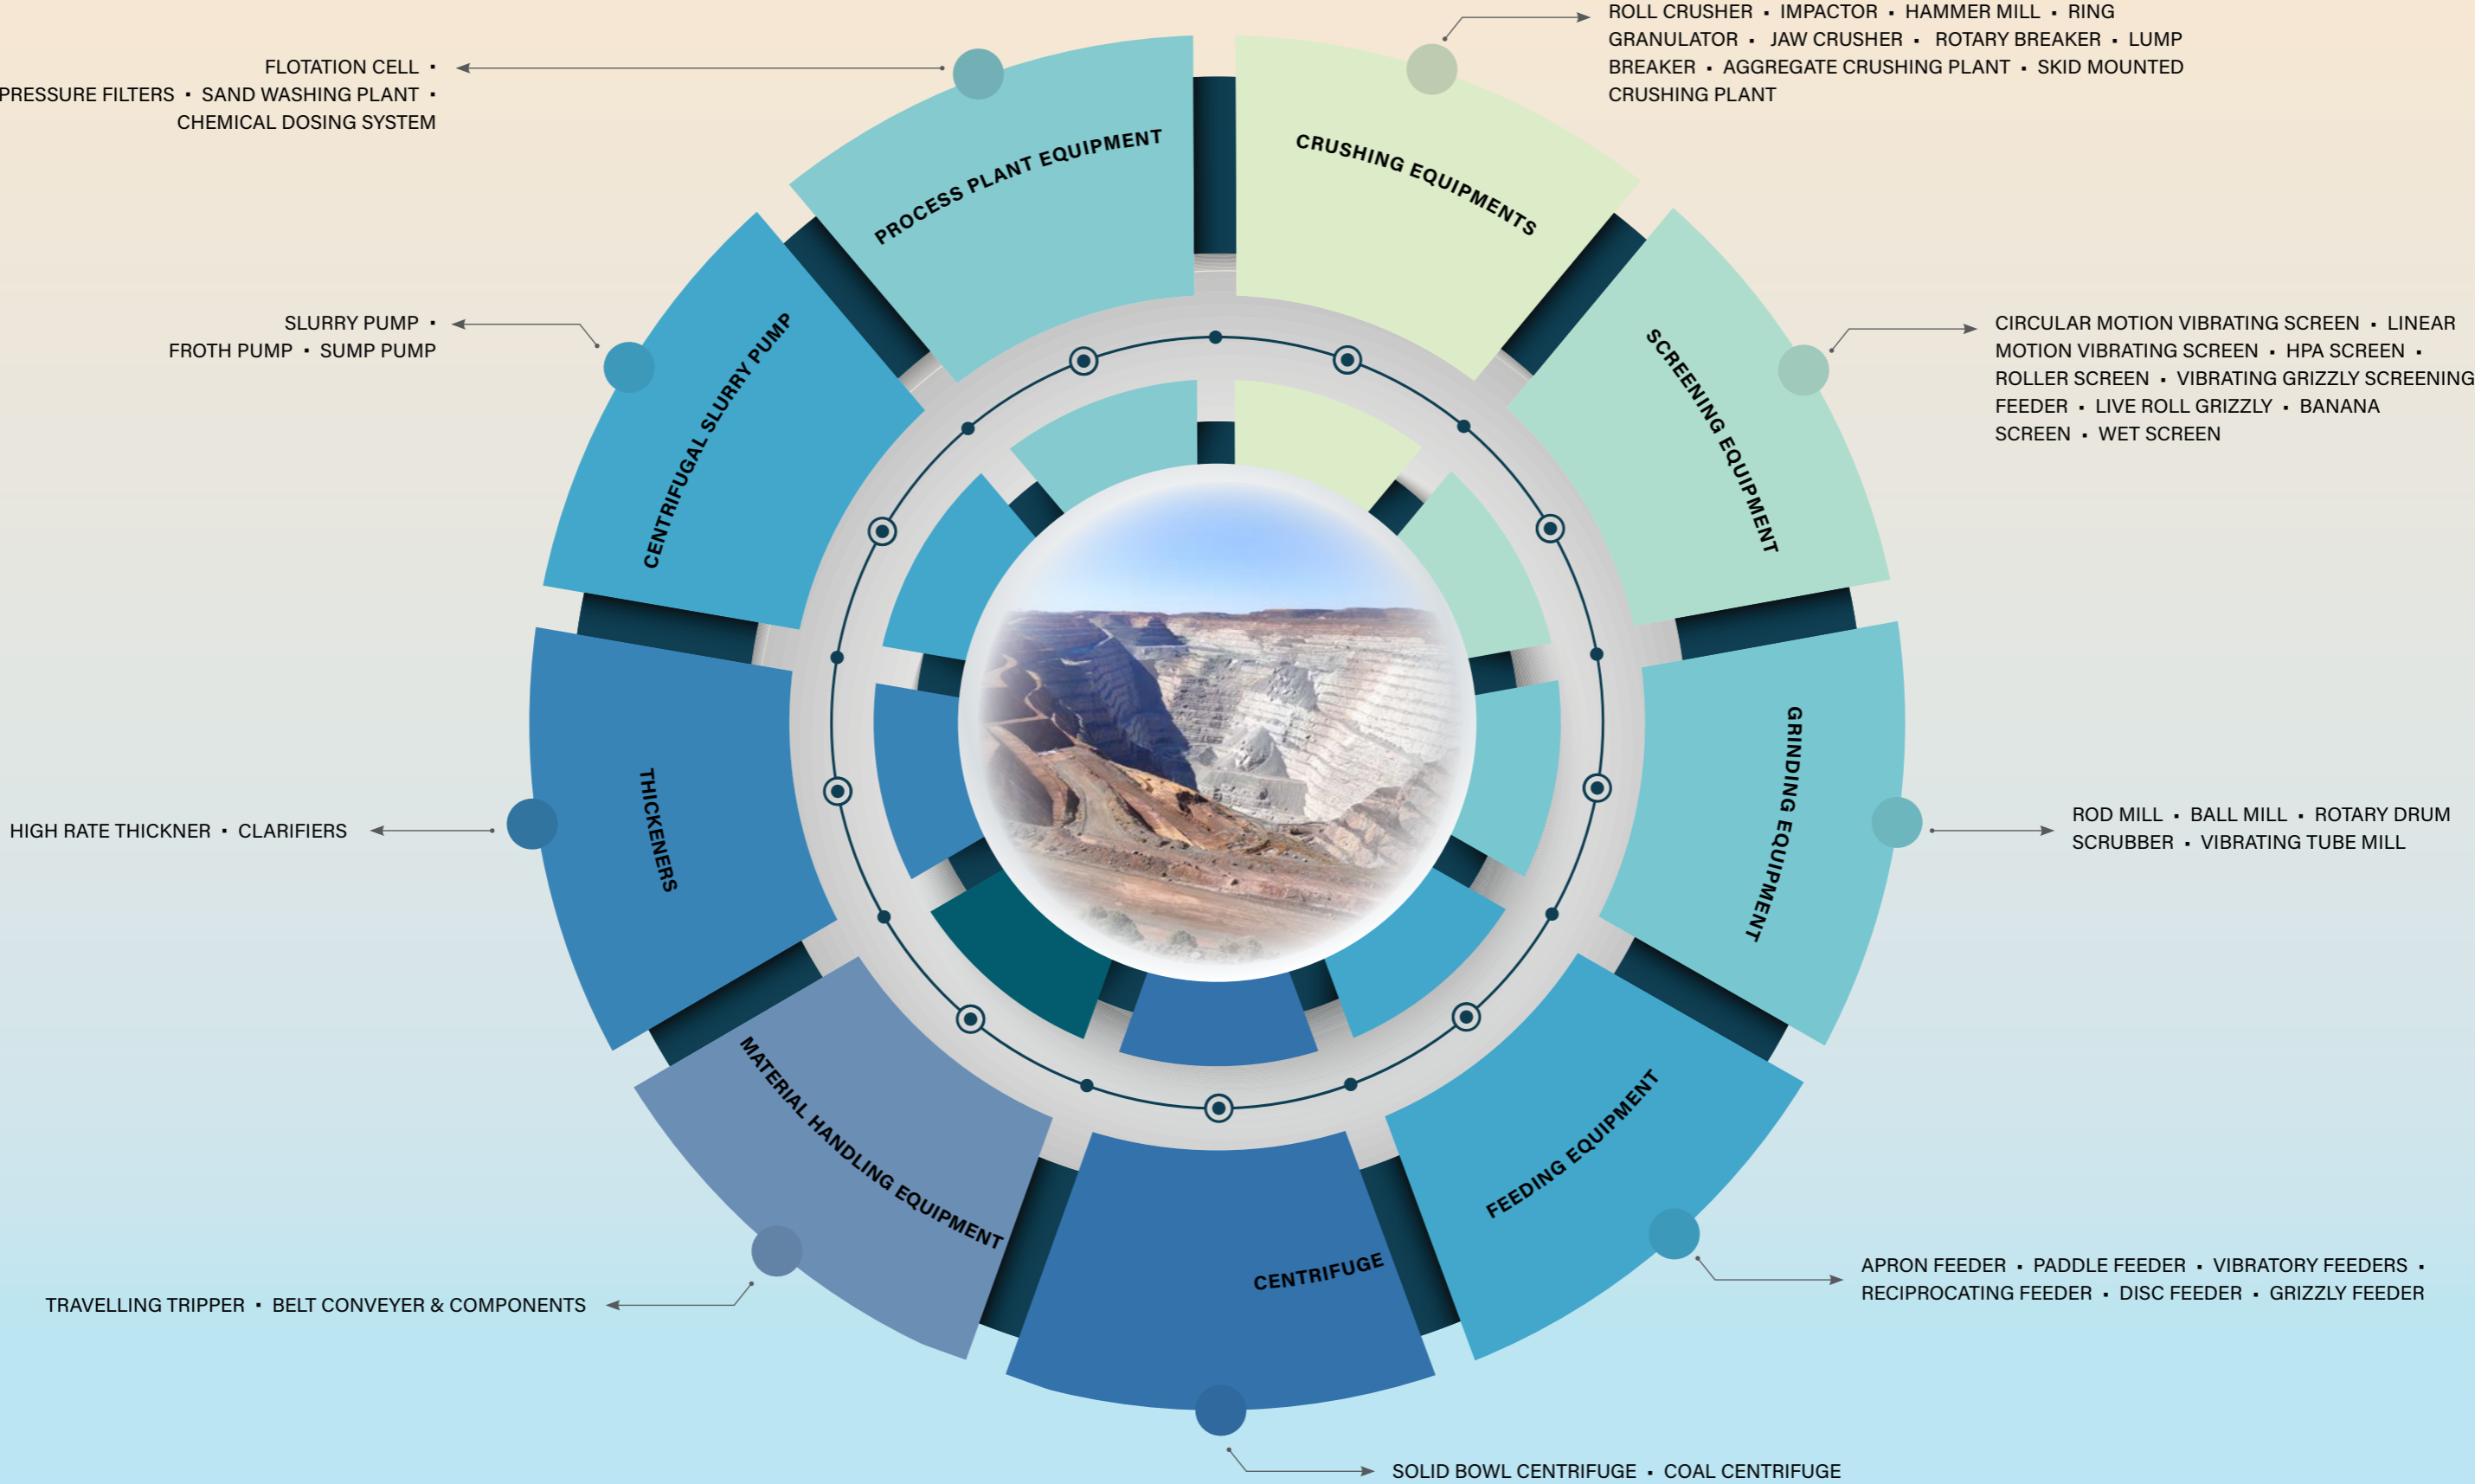 ROLL CRUSHER ▪ IMPACTOR ▪ HAMMER MILL ▪ RING
GRANULATOR ▪ JAW CRUSHER ▪ ROTARY BREAKER ▪ LUMP
BREAKER ▪ AGGREGATE CRUSHING PLANT ▪ SKID MOUNTED
CRUSHING PLANT
FLOTATION CELL ▪
PRESSURE FILTERS ▪ SAND WASHING PLANT ▪
CHEMICAL DOSING SYSTEM
PROCESS PLANT EQUIPMENT
CRUSHING EQUIPMENTS
SLURRY PUMP ▪
FROTH PUMP ▪ SUMP PUMP
CENTRIFUGAL SLURRY PUMP
SCREENING EQUIPMENT
CIRCULAR MOTION VIBRATING SCREEN ▪ LINEAR
MOTION VIBRATING SCREEN ▪ HPA SCREEN ▪
ROLLER SCREEN ▪ VIBRATING GRIZZLY SCREENING
FEEDER ▪ LIVE ROLL GRIZZLY ▪ BANANA
SCREEN ▪ WET SCREEN
HIGH RATE THICKNER ▪ CLARIFIERS
THICKENERS
GRINDING EQUIPMENT
ROD MILL ▪ BALL MILL ▪ ROTARY DRUM
SCRUBBER ▪ VIBRATING TUBE MILL
MATERIAL HANDLING EQUIPMENT
FEEDING EQUIPMENT
CENTRIFUGE
TRAVELLING TRIPPER ▪ BELT CONVEYER & COMPONENTS
APRON FEEDER ▪ PADDLE FEEDER ▪ VIBRATORY FEEDERS ▪
RECIPROCATING FEEDER ▪ DISC FEEDER ▪ GRIZZLY FEEDER
SOLID BOWL CENTRIFUGE ▪ COAL CENTRIFUGE